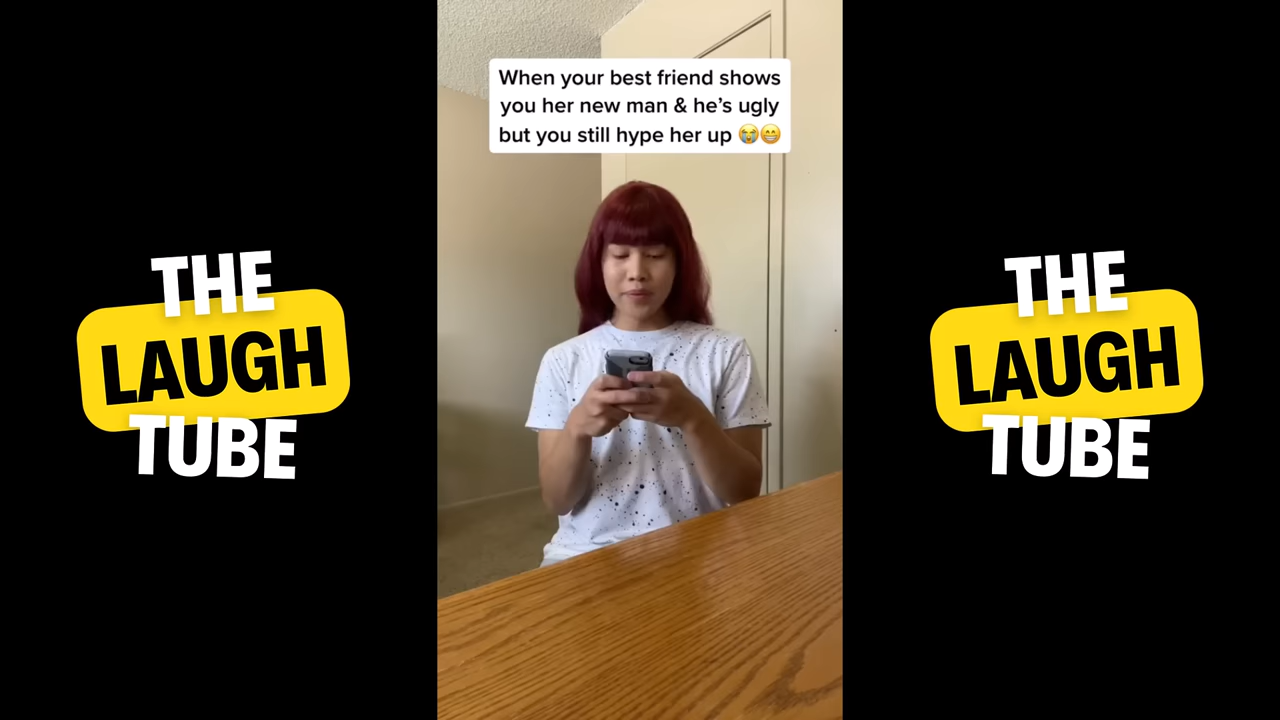 When your best friend shows
you her new man & he's ugly
but you still hype her up 😭😁
THE
LAUGH
TUBE
THE
LAUGH
TUBE